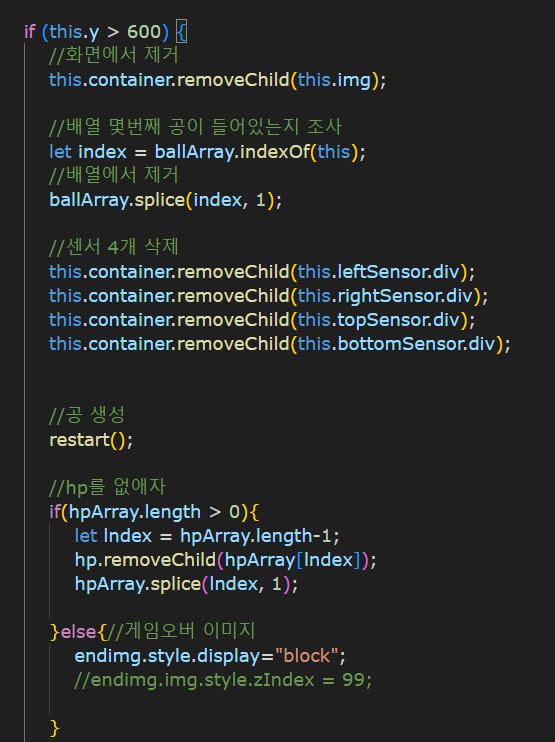 if (this.y > 600) {
//화면에서 제거
this.container.removeChild(this.img);
//배열 몇번째 공이 들어있는지 조사
let index = ballArray.indexOf(this);
//배열에서 제거
ballArray.splice(index, 1);
//센서 4개 삭제
this.container.removeChild(this.leftSensor.div);
this.container.removeChild(this.rightSensor.div);
this.container.removeChild(this.topSensor.div);
this.container.removeChild(this.bottomSensor.div);
//공 생성
restart();
//hp를 없애자
if(hpArray.length > 0){
let lndex = hpArray.length-1;
hp.removeChild(hpArray[lndex]);
hpArray.splice(lndex, 1);
}else{//게임오버 이미지
endimg.style.display="block";
//endimg.img.style.zIndex = 99;
}